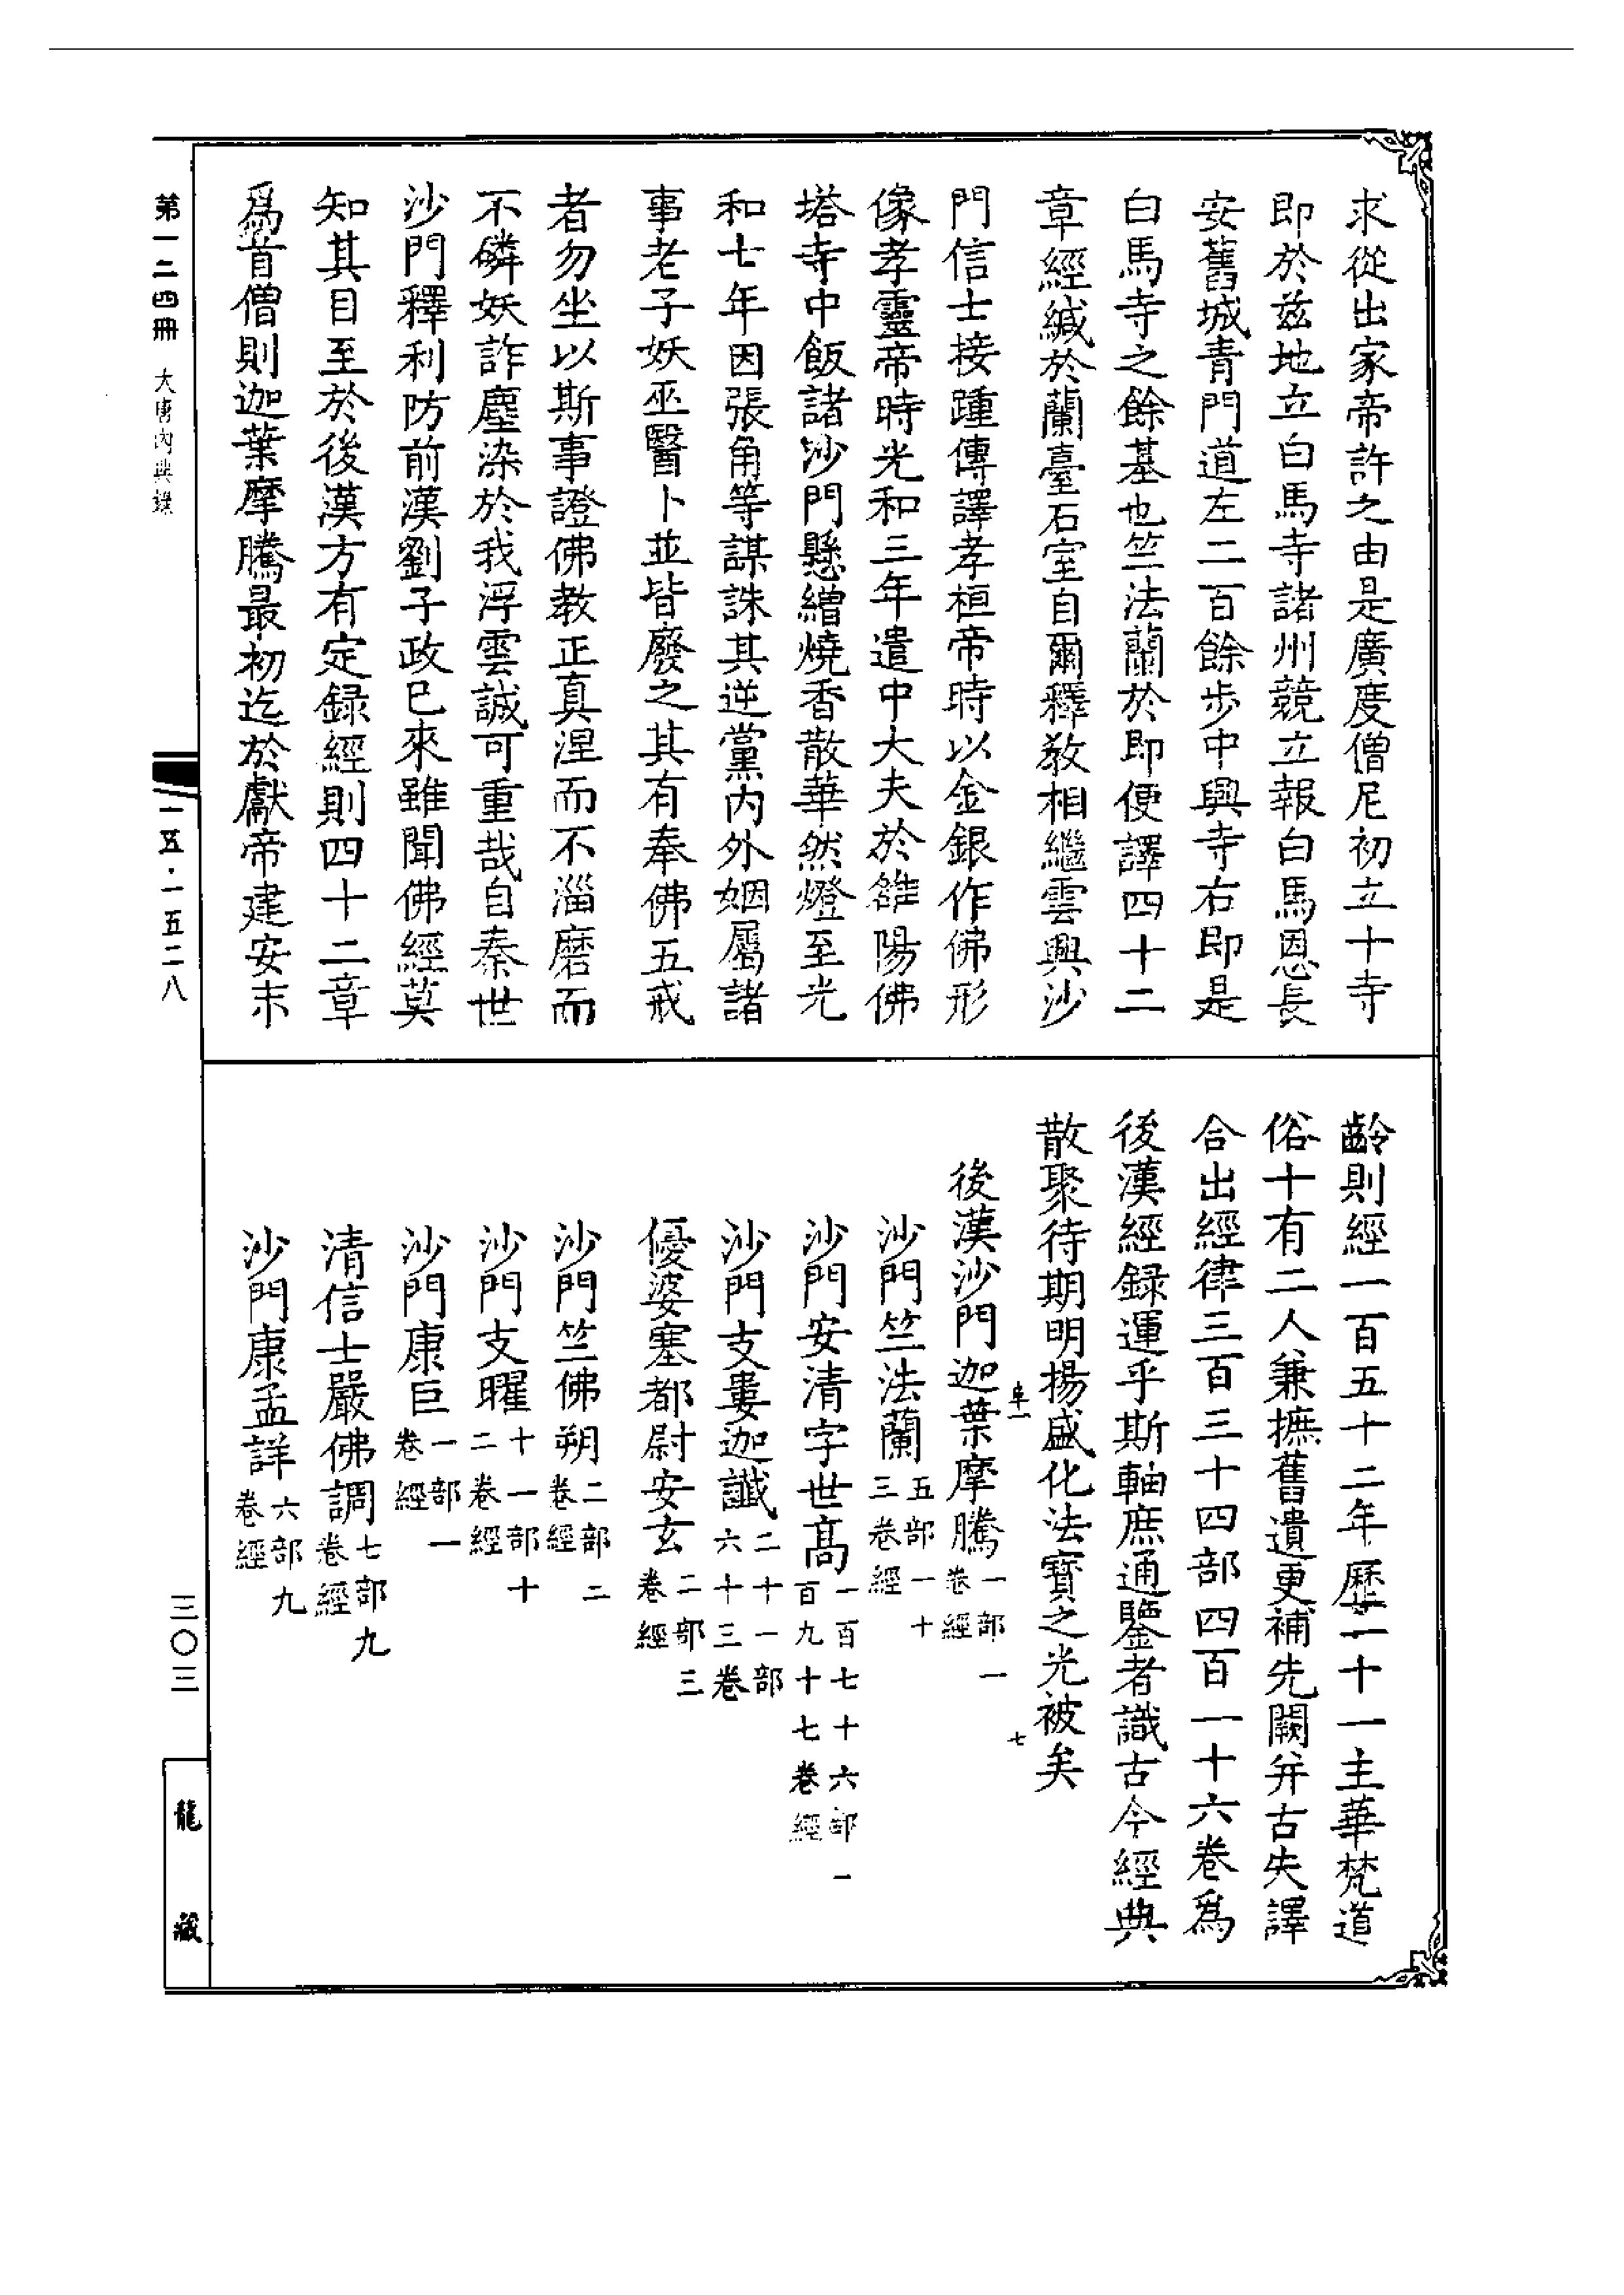 求從出家帝許之由是廣度僧尼初立十寺
即於茲地立白馬寺諸州競立報白馬恩長
安舊城青門道左二百餘步中興寺右即是
白馬寺之餘基也竺法蘭於即便譯四十二
章經緘於蘭臺石室自爾釋教相繼雲興沙
門信士接踵傳譯孝桓帝時以金銀作佛形
像孝靈帝時光和三年遣中大夫於雒陽佛
塔寺中飯諸沙門懸繒燒香散華然燈至光
和七年因張角等謀誅其逆黨內外姻屬諸
事老子妖巫醫卜並皆廢之其有奉佛五戒
者勿坐以斯事證佛教正真涅而不淄磨而
不磷妖詐塵染於我浮雲誠可重哉自秦世
沙門釋利防前漢劉子政已來雖聞佛經莫
知其目至於後漢方有定録經則四十二章
為首僧則迦葉摩騰最初迄於獻帝建安末
齡則經一百五十二年歷一十一主華梵道
俗十有二人兼摭舊遺更補先闕并古失譯
合出經律三百三十四部四百一十六卷為
後漢經録運乎斯軸庶通鑒者識古今經典
散聚待期明揚盛化法寶之光被矣
阜一
七
後漢沙門迦葉摩騰一部一卷經
沙門竺法蘭五部一十三卷經
沙門安清字世高一百七十六部一百九十七卷經
沙門支婁迦讖二十一部六十三卷
優婆塞都尉安玄二部三卷經
沙門竺佛朔二部二卷經
沙門支曜十一部十二卷經
沙門康巨一部一卷經
清信士嚴佛調七部九卷經
沙門康孟詳六部九卷經
第一二四冊 大唐內典錄
一五·一五二八
三〇三
龍藏